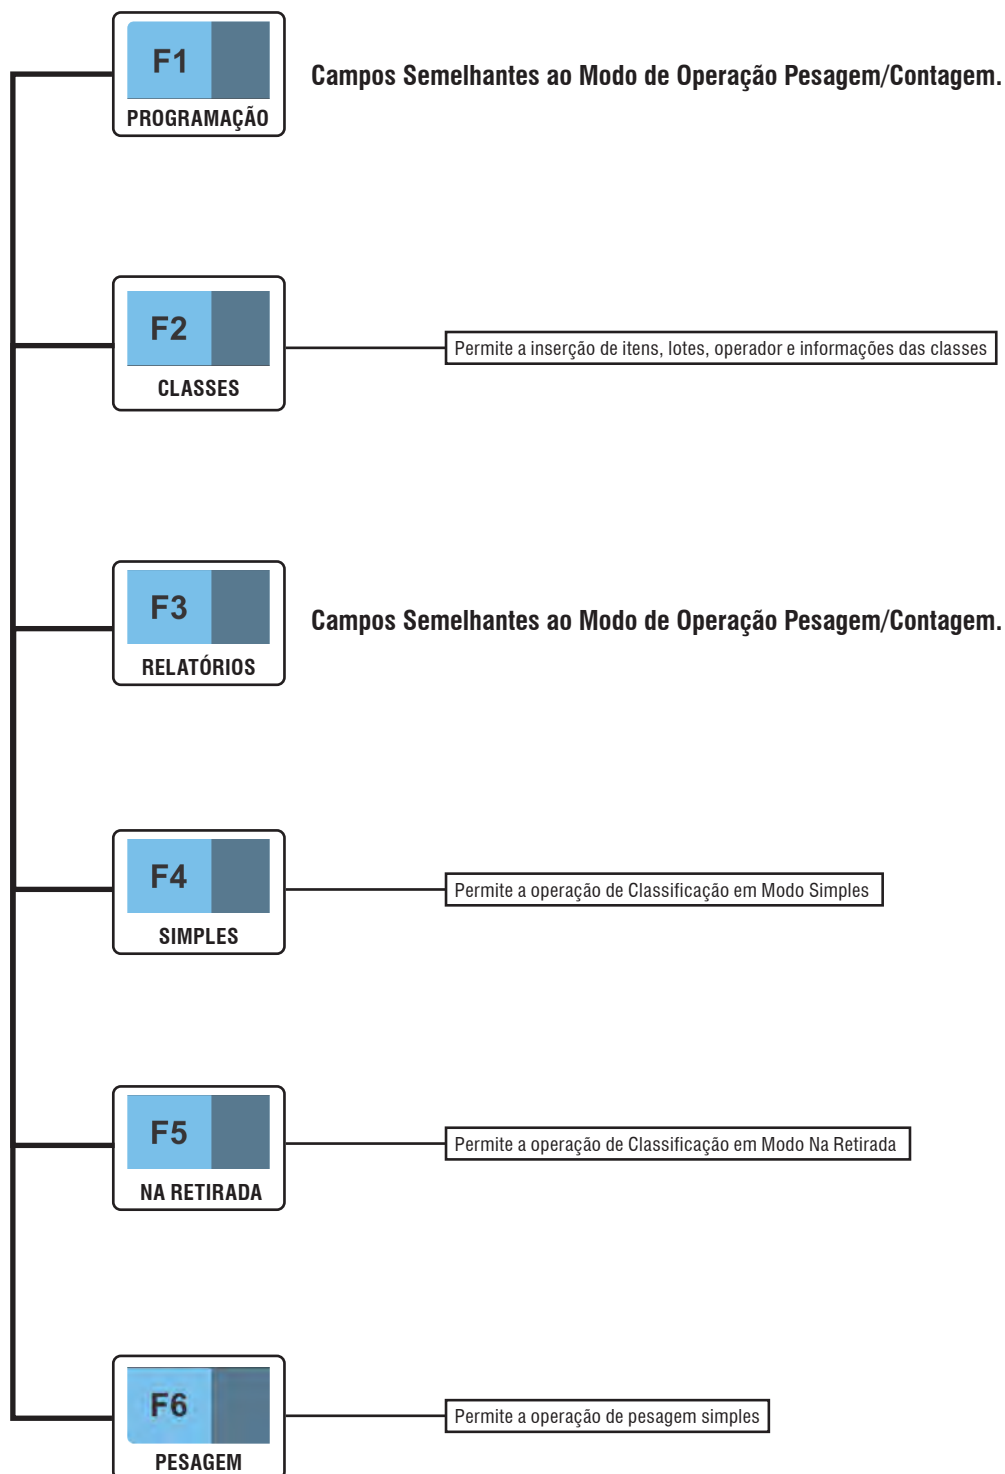 F1
PROGRAMAÇÃO
Campos Semelhantes ao Modo de Operação Pesagem/Contagem.
F2
CLASSES
Permite a inserção de itens, lotes, operador e informações das classes
F3
RELATÓRIOS
Campos Semelhantes ao Modo de Operação Pesagem/Contagem.
F4
SIMPLES
Permite a operação de Classificação em Modo Simples
F5
NA RETIRADA
Permite a operação de Classificação em Modo Na Retirada
F6
PESAGEM
Permite a operação de pesagem simples